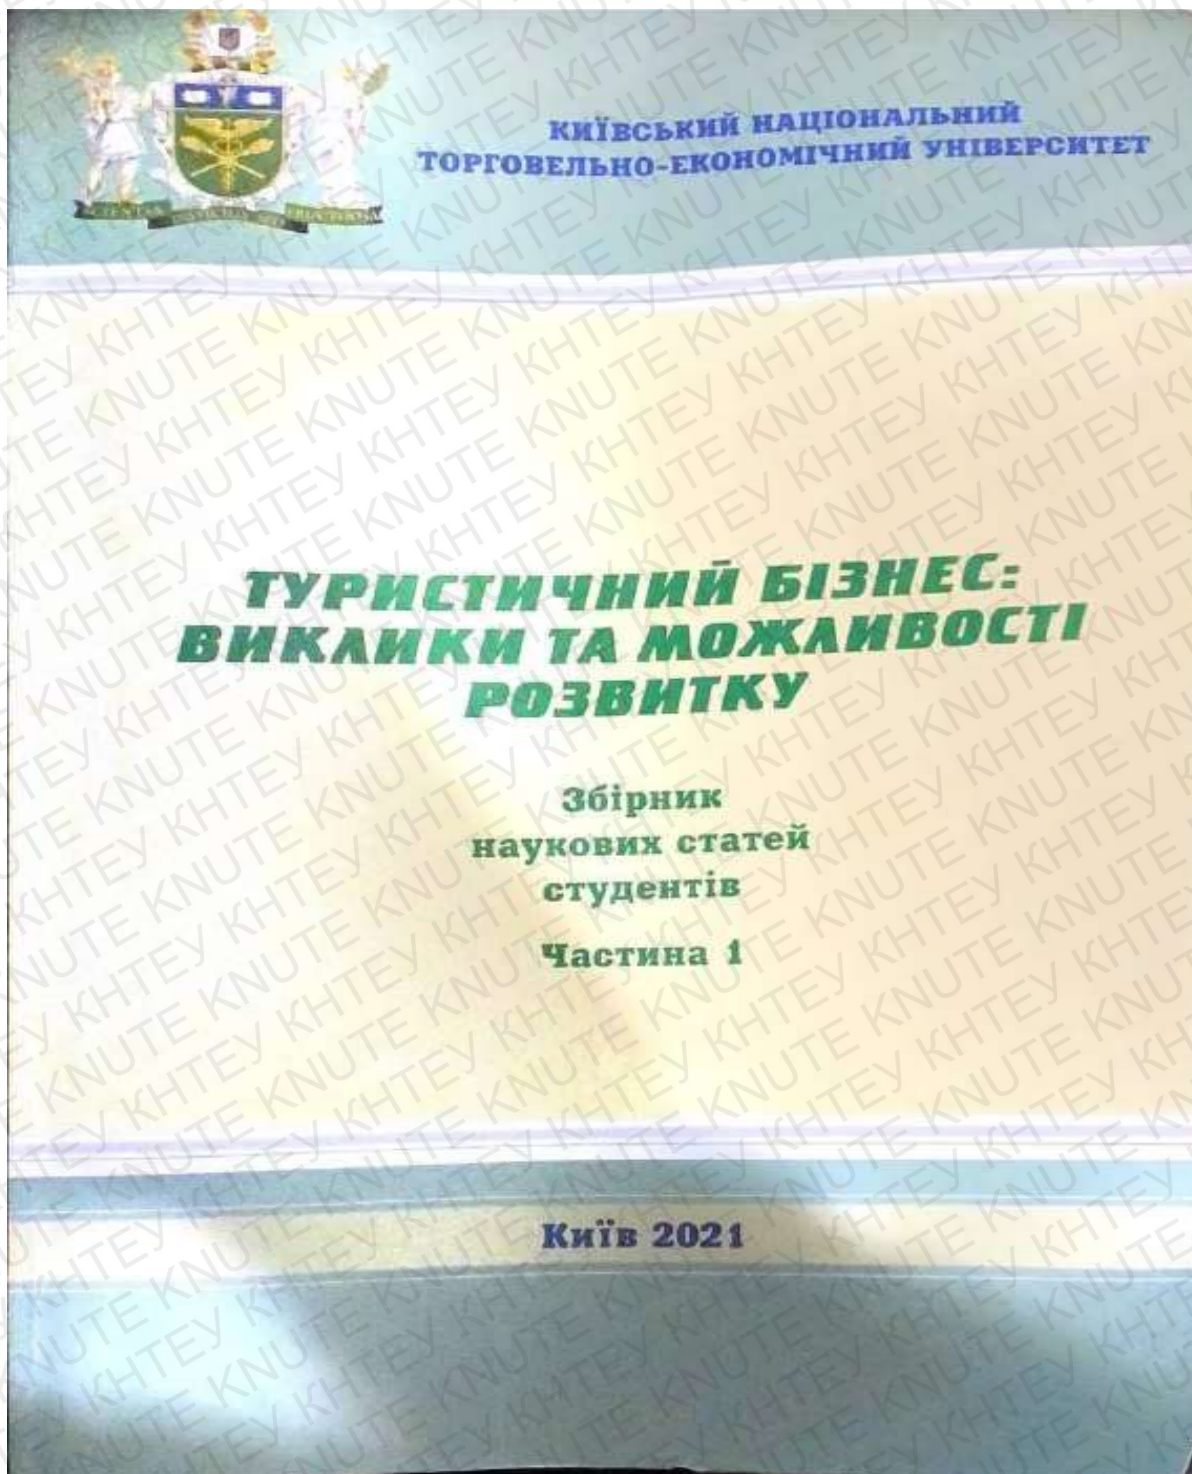 КИЇВСЬКИЙ НАЦІОНАЛЬНИЙ
ТОРГОВЕЛЬНО-ЕКОНОМІЧНИЙ УНІВЕРСИТЕТ
ТУРИСТИЧНИЙ БІЗНЕС:
ВИКЛИКИ ТА МОЖЛИВОСТІ
РОЗВИТКУ
Збірник
наукових статей
студентів
Частина 1
Київ 2021